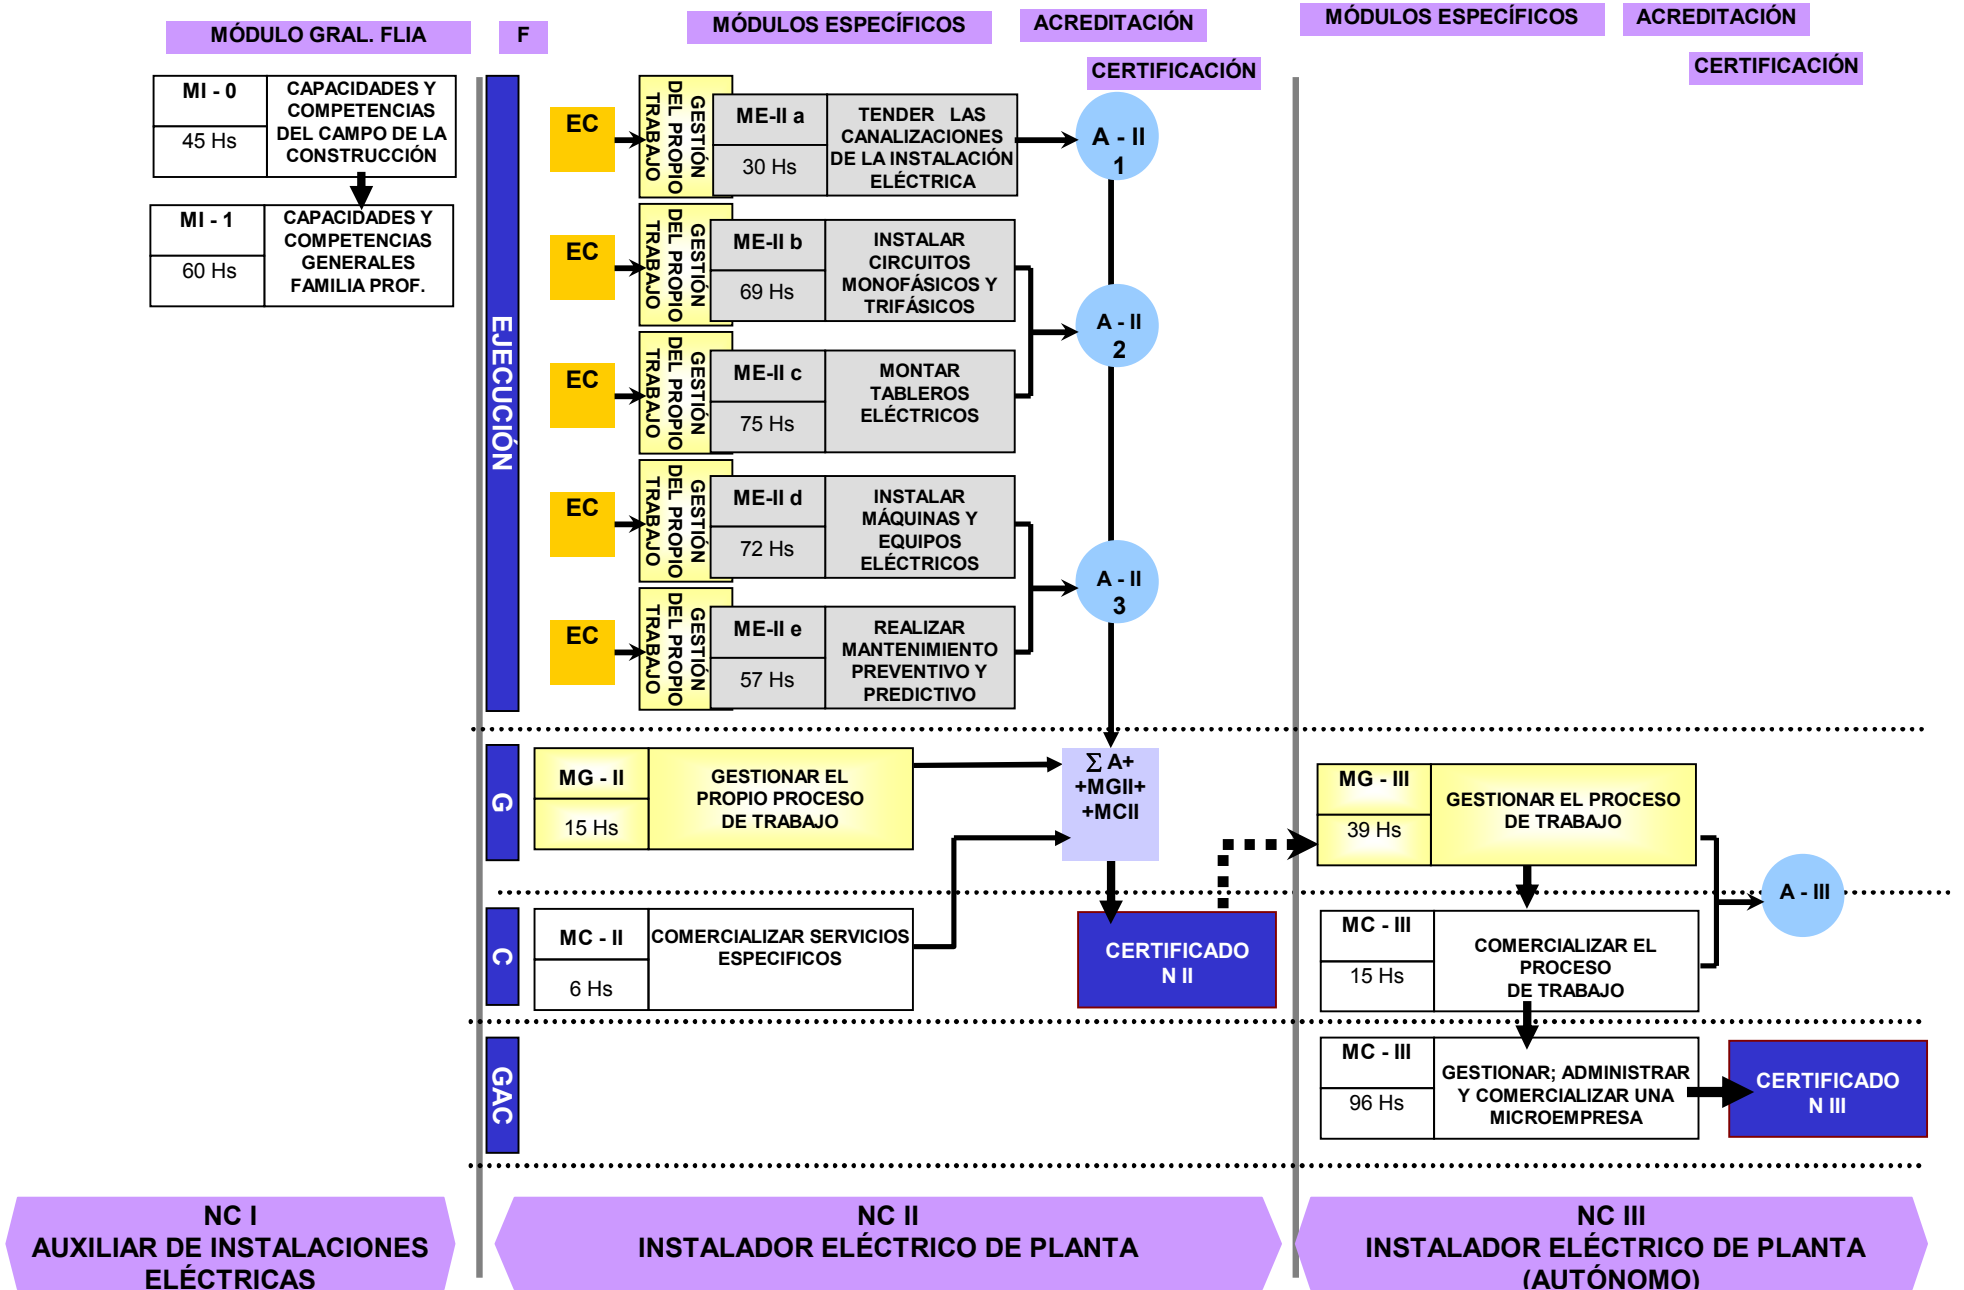 MÓDULO GRAL. FLIA
F
MÓDULOS ESPECÍFICOS
ACREDITACIÓN
CERTIFICACIÓN
MÓDULOS ESPECÍFICOS
ACREDITACIÓN
CERTIFICACIÓN
MI - 0
45 Hs
CAPACIDADES Y
COMPETENCIAS
DEL CAMPO DE LA
CONSTRUCCIÓN
MI - 1
60 Hs
CAPACIDADES Y
COMPETENCIAS
GENERALES
FAMILIA PROF.
EJECUCIÓN
EC
GESTIÓN
DEL PROPIO
TRABAJO
ME-II a
30 Hs
TENDER LAS
CANALIZACIONES
DE LA INSTALACIÓN
ELÉCTRICA
A - II
1
EC
GESTIÓN
DEL PROPIO
TRABAJO
ME-II b
69 Hs
INSTALAR
CIRCUITOS
MONOFÁSICOS Y
TRIFÁSICOS
A - II
2
EC
GESTIÓN
DEL PROPIO
TRABAJO
ME-II c
75 Hs
MONTAR
TABLEROS
ELÉCTRICOS
EC
GESTIÓN
DEL PROPIO
TRABAJO
ME-II d
72 Hs
INSTALAR
MÁQUINAS Y
EQUIPOS
ELÉCTRICOS
A - II
3
EC
GESTIÓN
DEL PROPIO
TRABAJO
ME-II e
57 Hs
REALIZAR
MANTENIMIENTO
PREVENTIVO Y
PREDICTIVO
G
MG - II
15 Hs
GESTIONAR EL
PROPIO PROCESO
DE TRABAJO
Σ A+
+MGII+
+MCII
MG - III
39 Hs
GESTIONAR EL PROCESO
DE TRABAJO
A - III
C
MC - II
6 Hs
COMERCIALIZAR SERVICIOS
ESPECIFICOS
CERTIFICADO
N II
MC - III
15 Hs
COMERCIALIZAR EL
PROCESO
DE TRABAJO
GAC
MC - III
96 Hs
GESTIONAR; ADMINISTRAR
Y COMERCIALIZAR UNA
MICROEMPRESA
CERTIFICADO
N III
NC I
AUXILIAR DE INSTALACIONES
ELÉCTRICAS
NC II
INSTALADOR ELÉCTRICO DE PLANTA
NC III
INSTALADOR ELÉCTRICO DE PLANTA
(AUTÓNOMO)